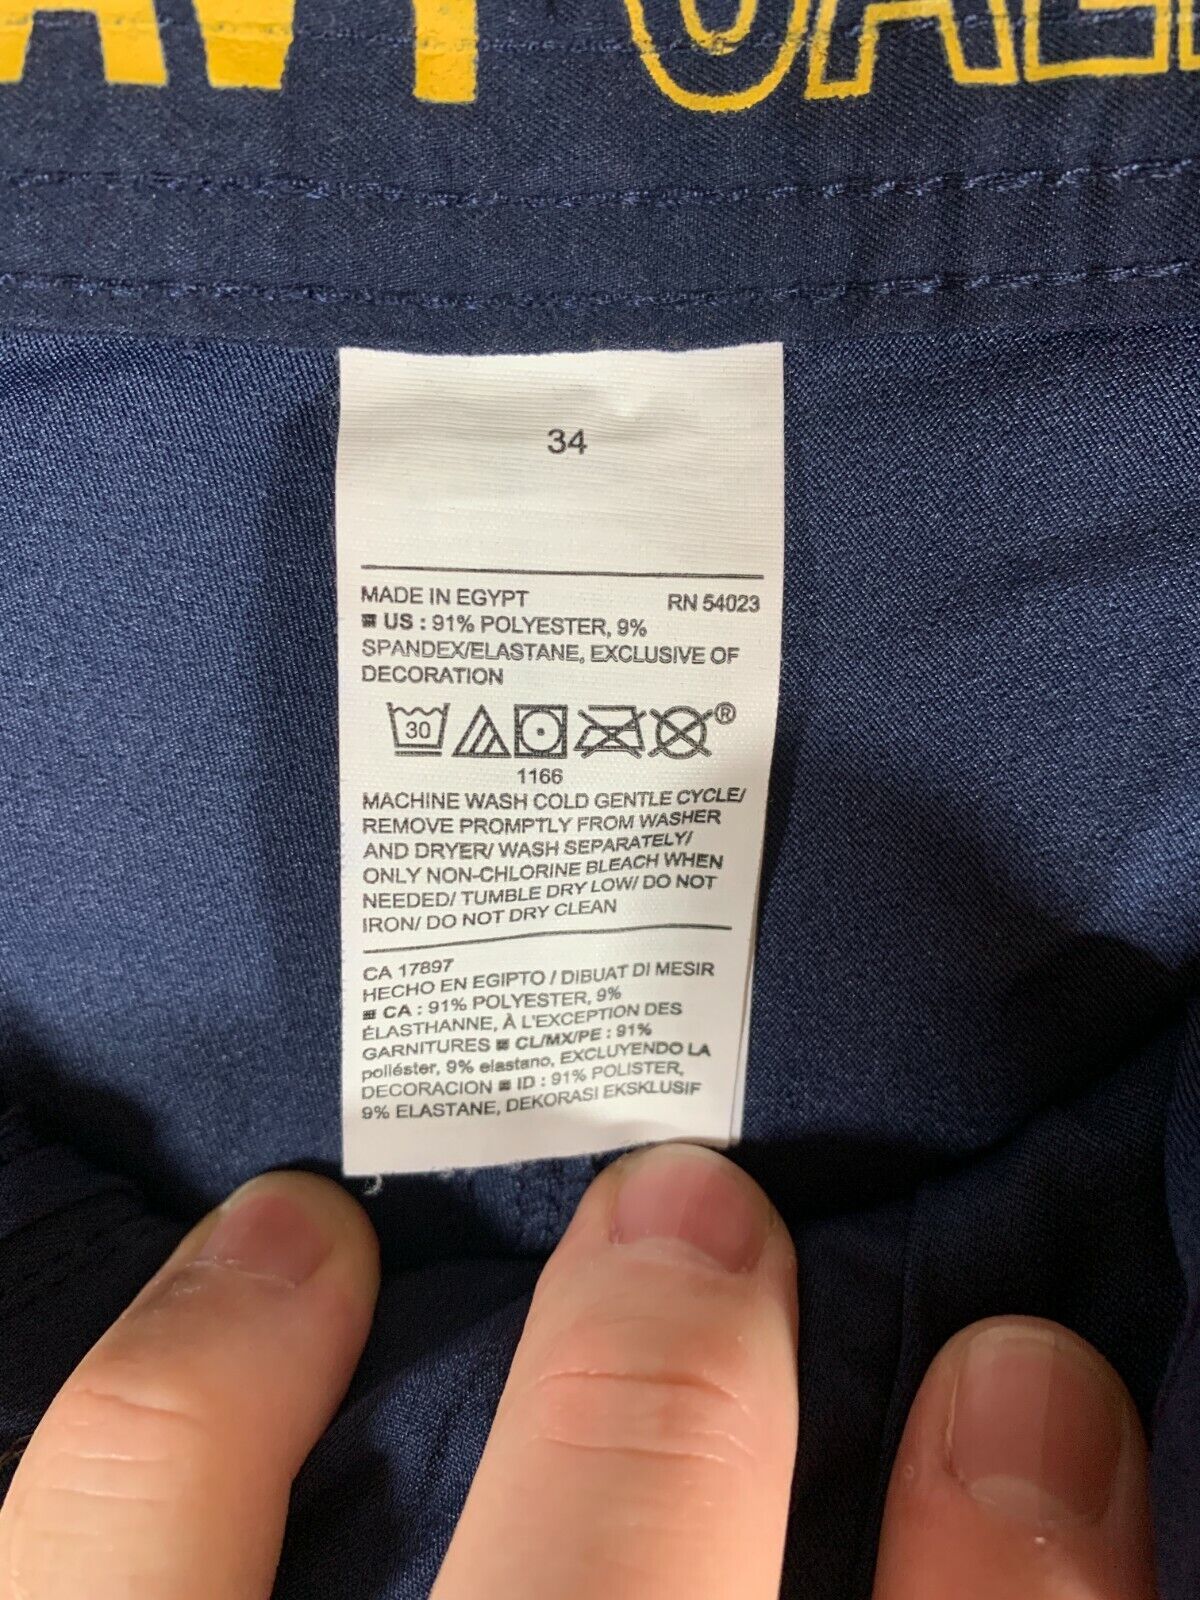 34
MADE IN EGYPT RN 54023
US : 91% POLYESTER, 9%
SPANDEX/ELASTANE, EXCLUSIVE OF
DECORATION
30 ®
1166
MACHINE WASH COLD GENTLE CYCLE/
REMOVE PROMPTLY FROM WASHER
AND DRYER/ WASH SEPARATELY/
ONLY NON-CHLORINE BLEACH WHEN
NEEDED/ TUMBLE DRY LOW/ DO NOT
IRON/ DO NOT DRY CLEAN
CA 17897
HECHO EN EGIPTO / DIBUAT DI MESIR
CA : 91% POLYESTER, 9%
ÉLASTHANNE, À L'EXCEPTION DES
GARNITURES CL/MX/PE : 91%
poliéster, 9% elastano, EXCLUYENDO LA
DECORACION ID : 91% POLISTER,
9% ELASTANE, DEKORASI EKSKLUSIF